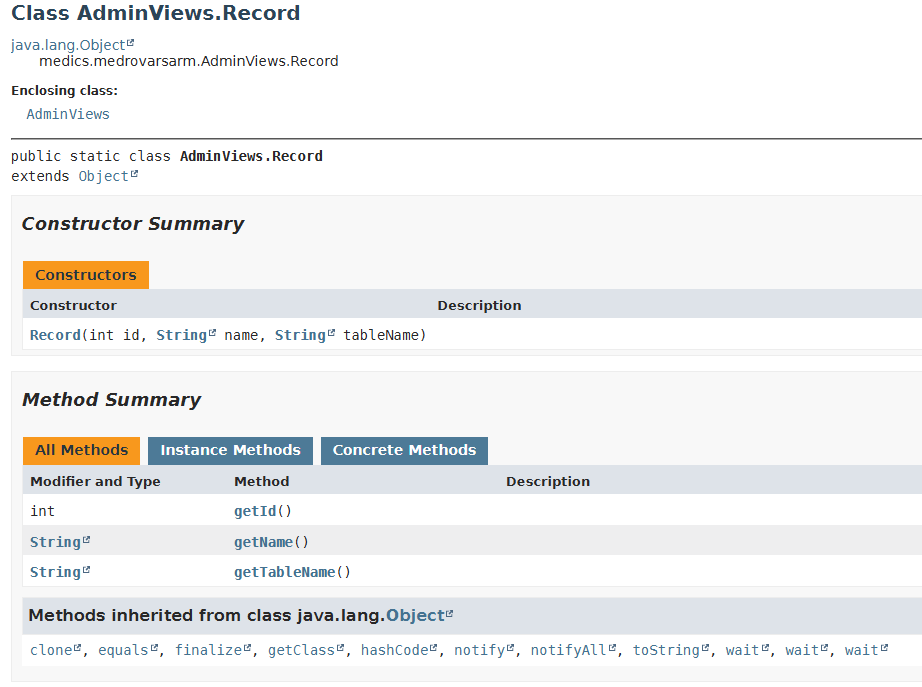 Class AdminViews.Record
java.lang.Object
medics.medrovarsarm.AdminViews.Record
Enclosing class:
AdminViews
public static class AdminViews.Record
extends Object
Constructor Summary
Constructors
Constructor Description
Record(int id, String name, String tableName)
Method Summary
All Methods Instance Methods Concrete Methods
Modifier and Type Method Description
int getId()
String getName()
String getTableName()
Methods inherited from class java.lang.Object
clone, equals, finalize, getClass, hashCode, notify, notifyAll, toString, wait, wait, wait